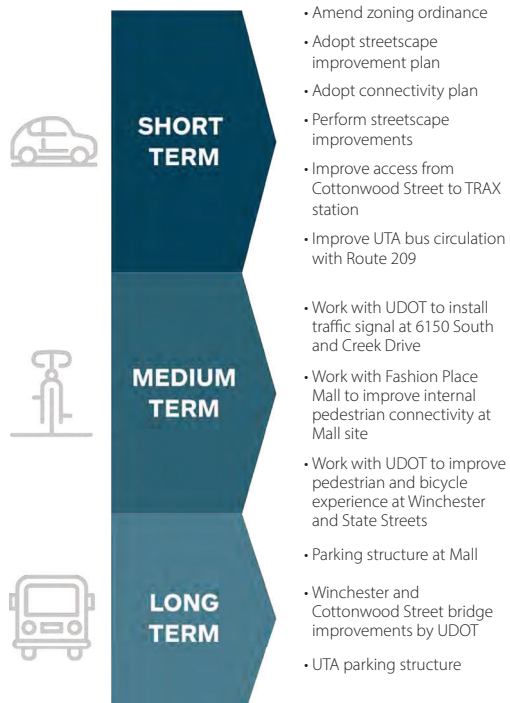 • Amend zoning ordinance
• Adopt streetscape
improvement plan
• Adopt connectivity plan
SHORT
TERM
• Perform streetscape
improvements
• Improve access from
Cottonwood Street to TRAX
station
• Improve UTA bus circulation
with Route 209
MEDIUM
TERM
• Work with UDOT to install
traffic signal at 6150 South
and Creek Drive
• Work with Fashion Place
Mall to improve internal
pedestrian connectivity at
Mall site
• Work with UDOT to improve
pedestrian and bicycle
experience at Winchester
and State Streets
LONG
TERM
• Parking structure at Mall
• Winchester and
Cottonwood Street bridge
improvements by UDOT
• UTA parking structure